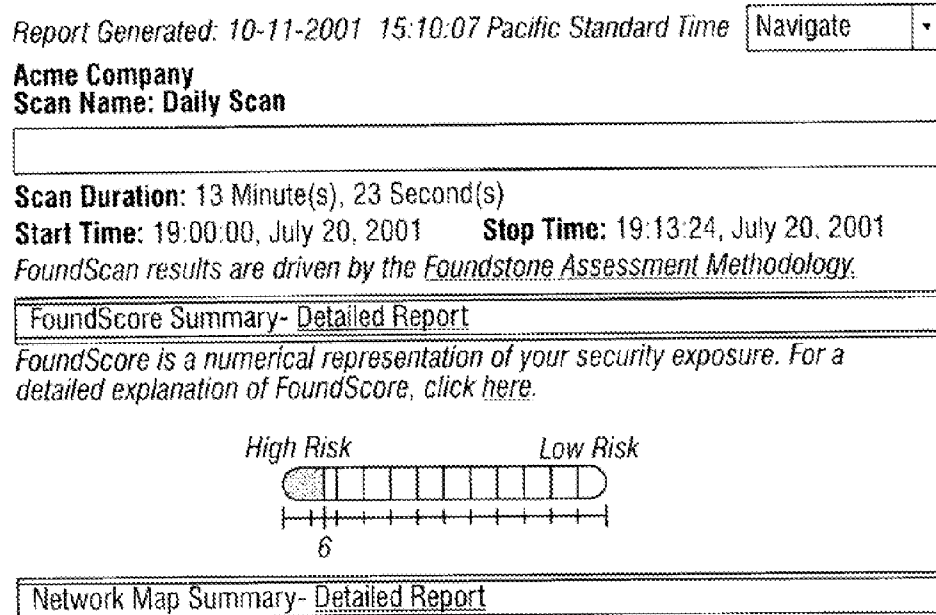 Report Generated: 10-11-2001 15:10:07 Pacific Standard Time Navigate
Acme Company
Scan Name: Daily Scan
Scan Duration: 13 Minute(s), 23 Second(s)
Start Time: 19:00:00, July 20, 2001 Stop Time: 19:13:24, July 20, 2001
FoundScan results are driven by the Foundstone Assessment Methodology.
FoundScore Summary- Detailed Report
FoundScore is a numerical representation of your security exposure. For a
detailed explanation of FoundScore, click here.
High Risk Low Risk
6
Network Map Summary- Detailed Report